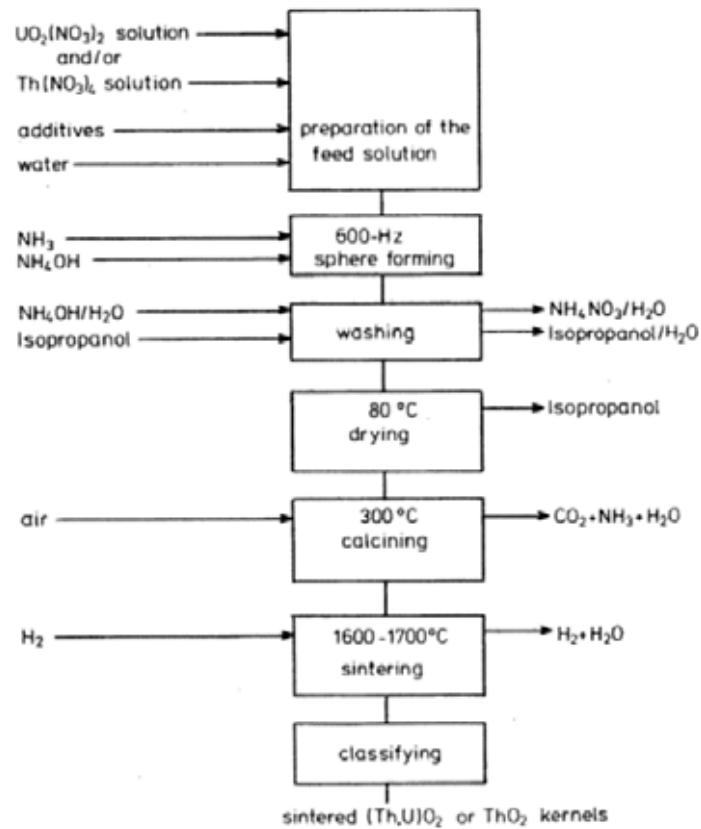 UO₂(NO₃)₂ solution
and/or
Th(NO₃)₄ solution
additives
water
preparation of the
feed solution
NH₃
NH₄OH
600-Hz
sphere forming
NH₄OH/H₂O
Isopropanol
washing
NH₄NO₃/H₂O
Isopropanol/H₂O
80 °C
drying
Isopropanol
air
300 °C
calcining
CO₂+NH₃+H₂O
H₂
1600-1700°C
sintering
H₂+H₂O
classifying
sintered (Th,U)O₂ or ThO₂ kernels